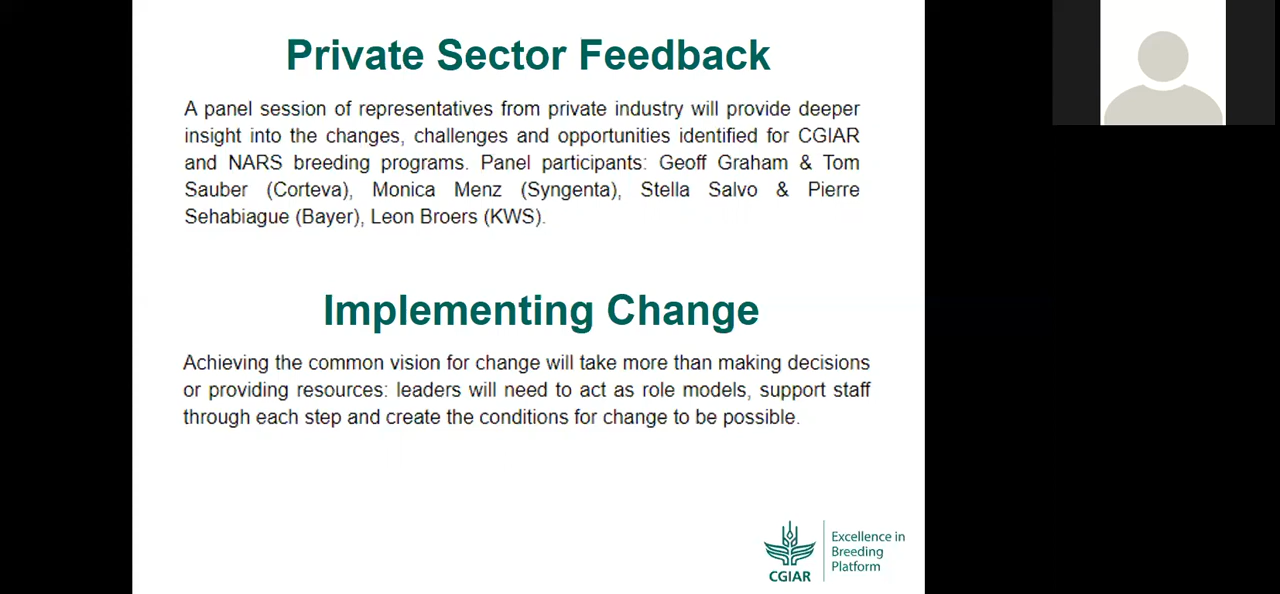 Private Sector Feedback
A panel session of representatives from private industry will provide deeper
insight into the changes, challenges and opportunities identified for CGIAR
and NARS breeding programs. Panel participants: Geoff Graham & Tom
Sauber (Corteva), Monica Menz (Syngenta), Stella Salvo & Pierre
Sehabiague (Bayer), Leon Broers (KWS).
Implementing Change
Achieving the common vision for change will take more than making decisions
or providing resources: leaders will need to act as role models, support staff
through each step and create the conditions for change to be possible.
CGIAR
Excellence in
Breeding
Platform